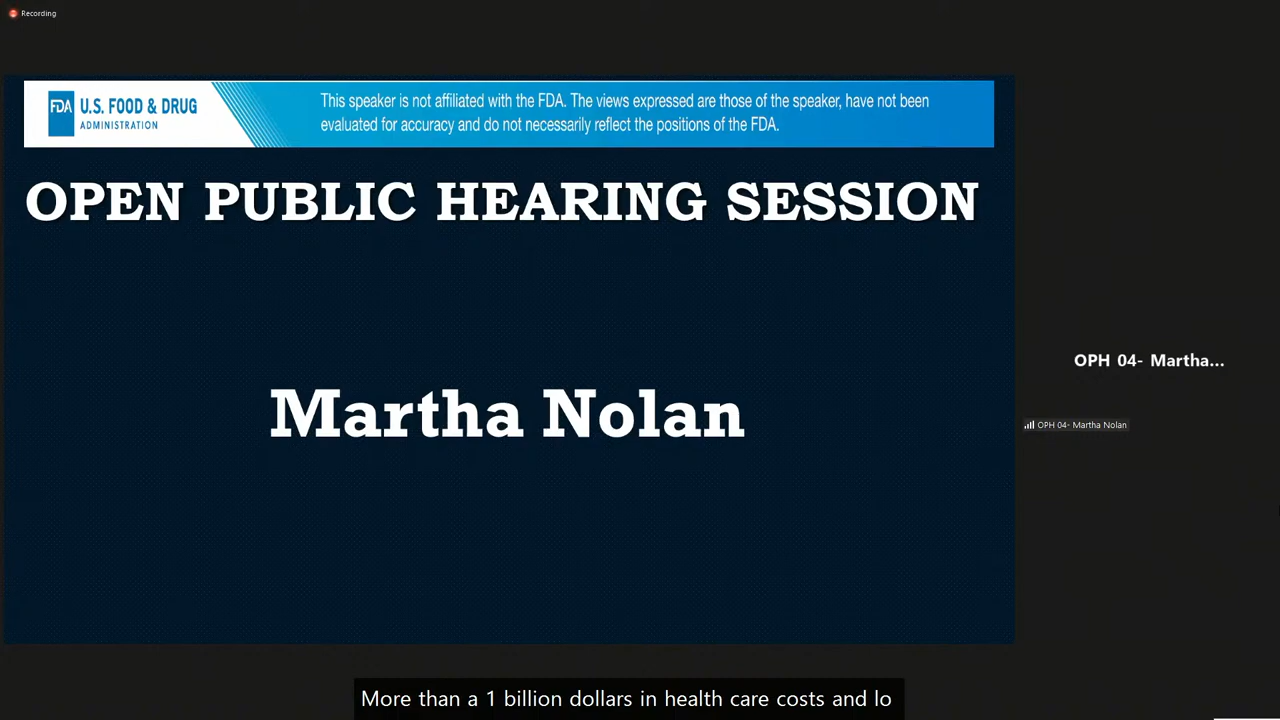 Recording
FDA
U.S. FOOD & DRUG
ADMINISTRATION
This speaker is not affiliated with the FDA. The views expressed are those of the speaker, have not been
evaluated for accuracy and do not necessarily reflect the positions of the FDA.
OPEN PUBLIC HEARING SESSION
Martha Nolan
OPH 04- Martha...
OPH 04- Martha Nolan
More than a 1 billion dollars in health care costs and lo